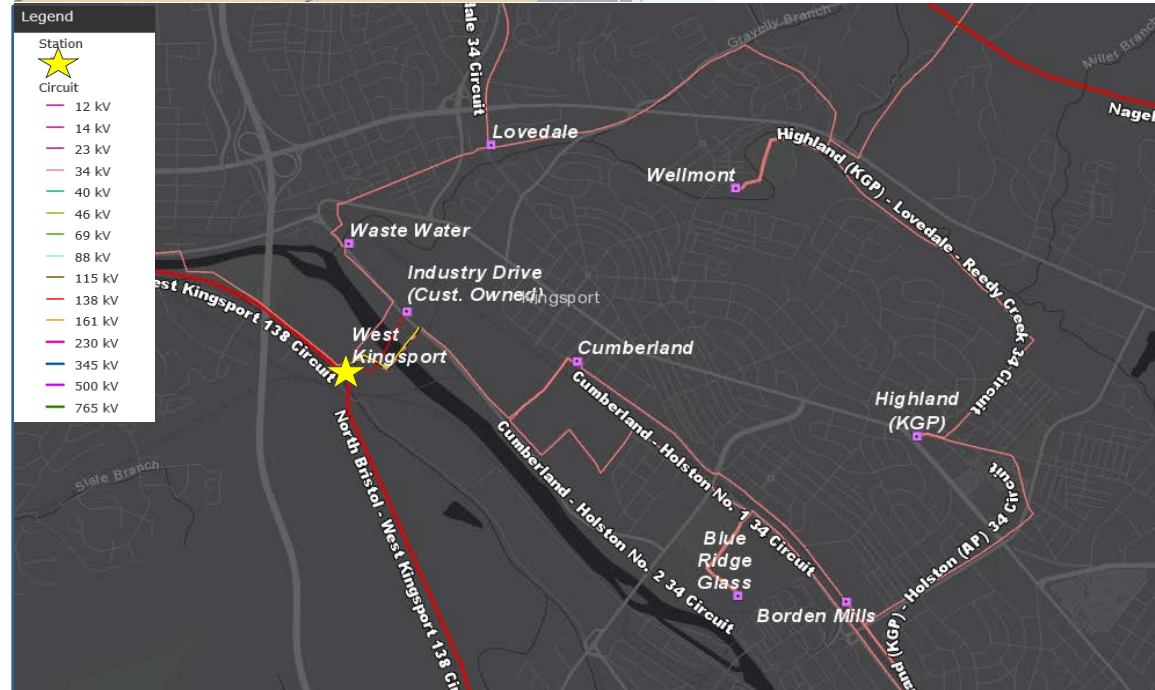 Legend
Station
Circuit
12 kV
14 kV
23 kV
34 kV
40 kV
46 kV
69 kV
88 kV
115 kV
138 kV
161 kV
230 kV
345 kV
500 kV
765 kV
dale 34 Circuit
Gravelly Branch
Miller Branch
Nagel
Lovedale
Highland (KGP) - Lovedale - Reedy Creek 34 Circuit
Wellmont
Waste Water
Industry Drive
(Cust. Owned)
Kingsport
est Kingsport 138 Circuit
West
Kingsport
Cumberland
Highland
(KGP)
Cumberland - Holston No. 1 34 Circuit
Cumberland - Holston No. 2 34 Circuit
North Bristol - West Kingsport 138 Ci
Slate Branch
Blue
Ridge
Glass
Borden Mills
and (KGP) - Holston (AP) 34 Circuit